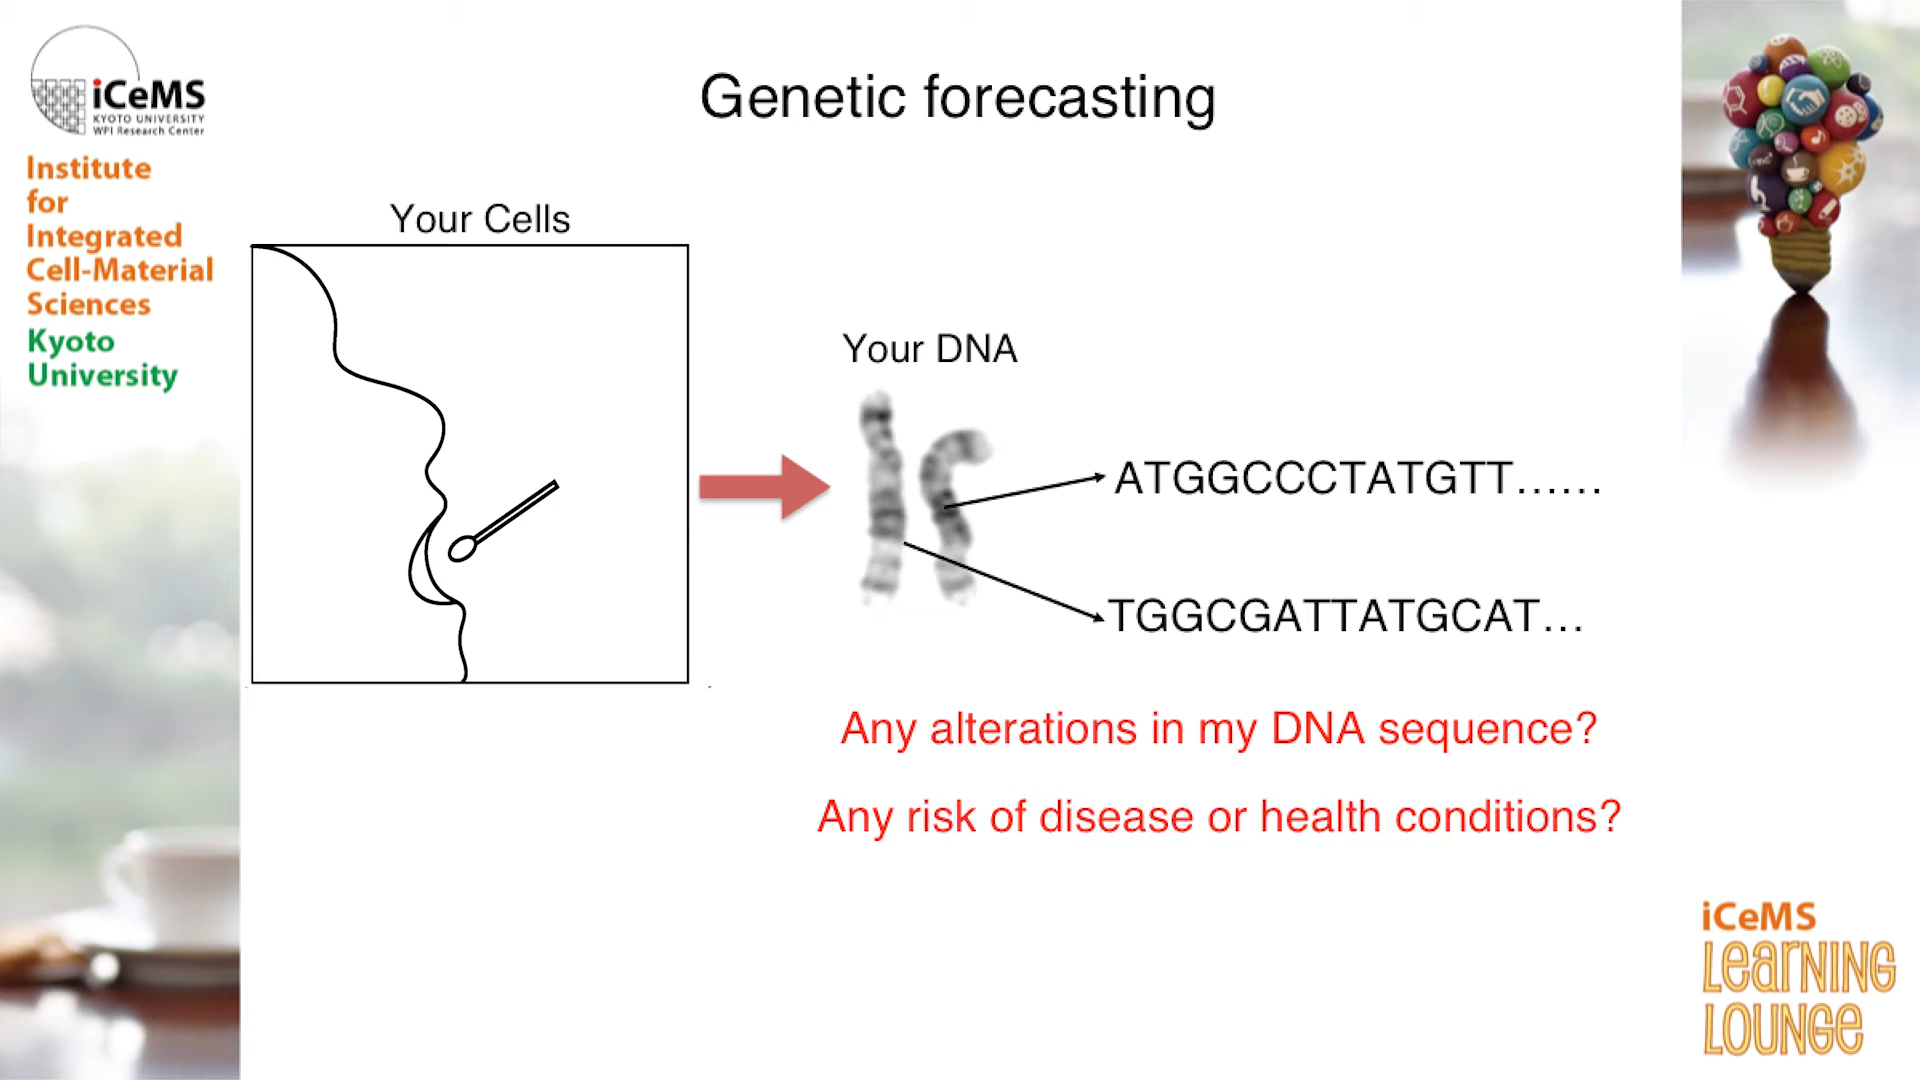 iCeMS
KYOTO UNIVERSITY
WPI Research Center
Institute
for
Integrated
Cell-Material
Sciences
Kyoto
University
Genetic forecasting
Your Cells
Your DNA
ATGGCCCTATGTT......
TGGCGATTATGCAT...
Any alterations in my DNA sequence?
Any risk of disease or health conditions?
iCeMS
LearNiNG
LOUNGe